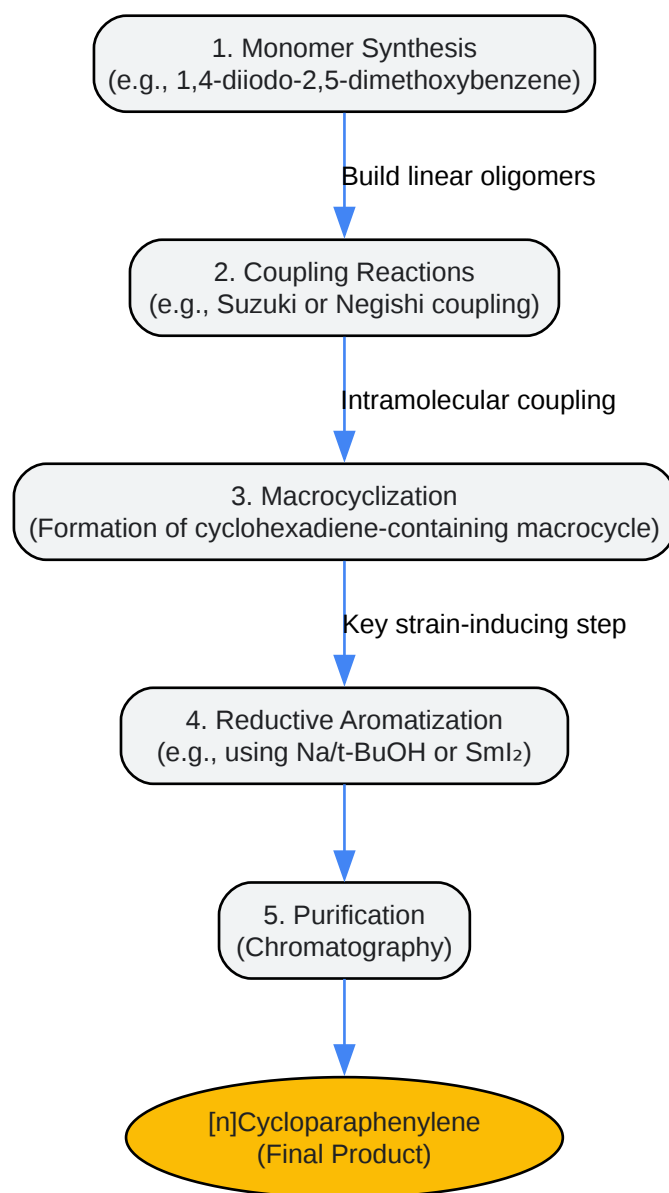 1. Monomer Synthesis
(e.g., 1,4-diiodo-2,5-dimethoxybenzene)
Build linear oligomers
2. Coupling Reactions
(e.g., Suzuki or Negishi coupling)
Intramolecular coupling
3. Macrocyclization
(Formation of cyclohexadiene-containing macrocycle)
Key strain-inducing step
4. Reductive Aromatization
(e.g., using Na/t-BuOH or SmI₂)
5. Purification
(Chromatography)
[n]Cycloparaphenylene
(Final Product)